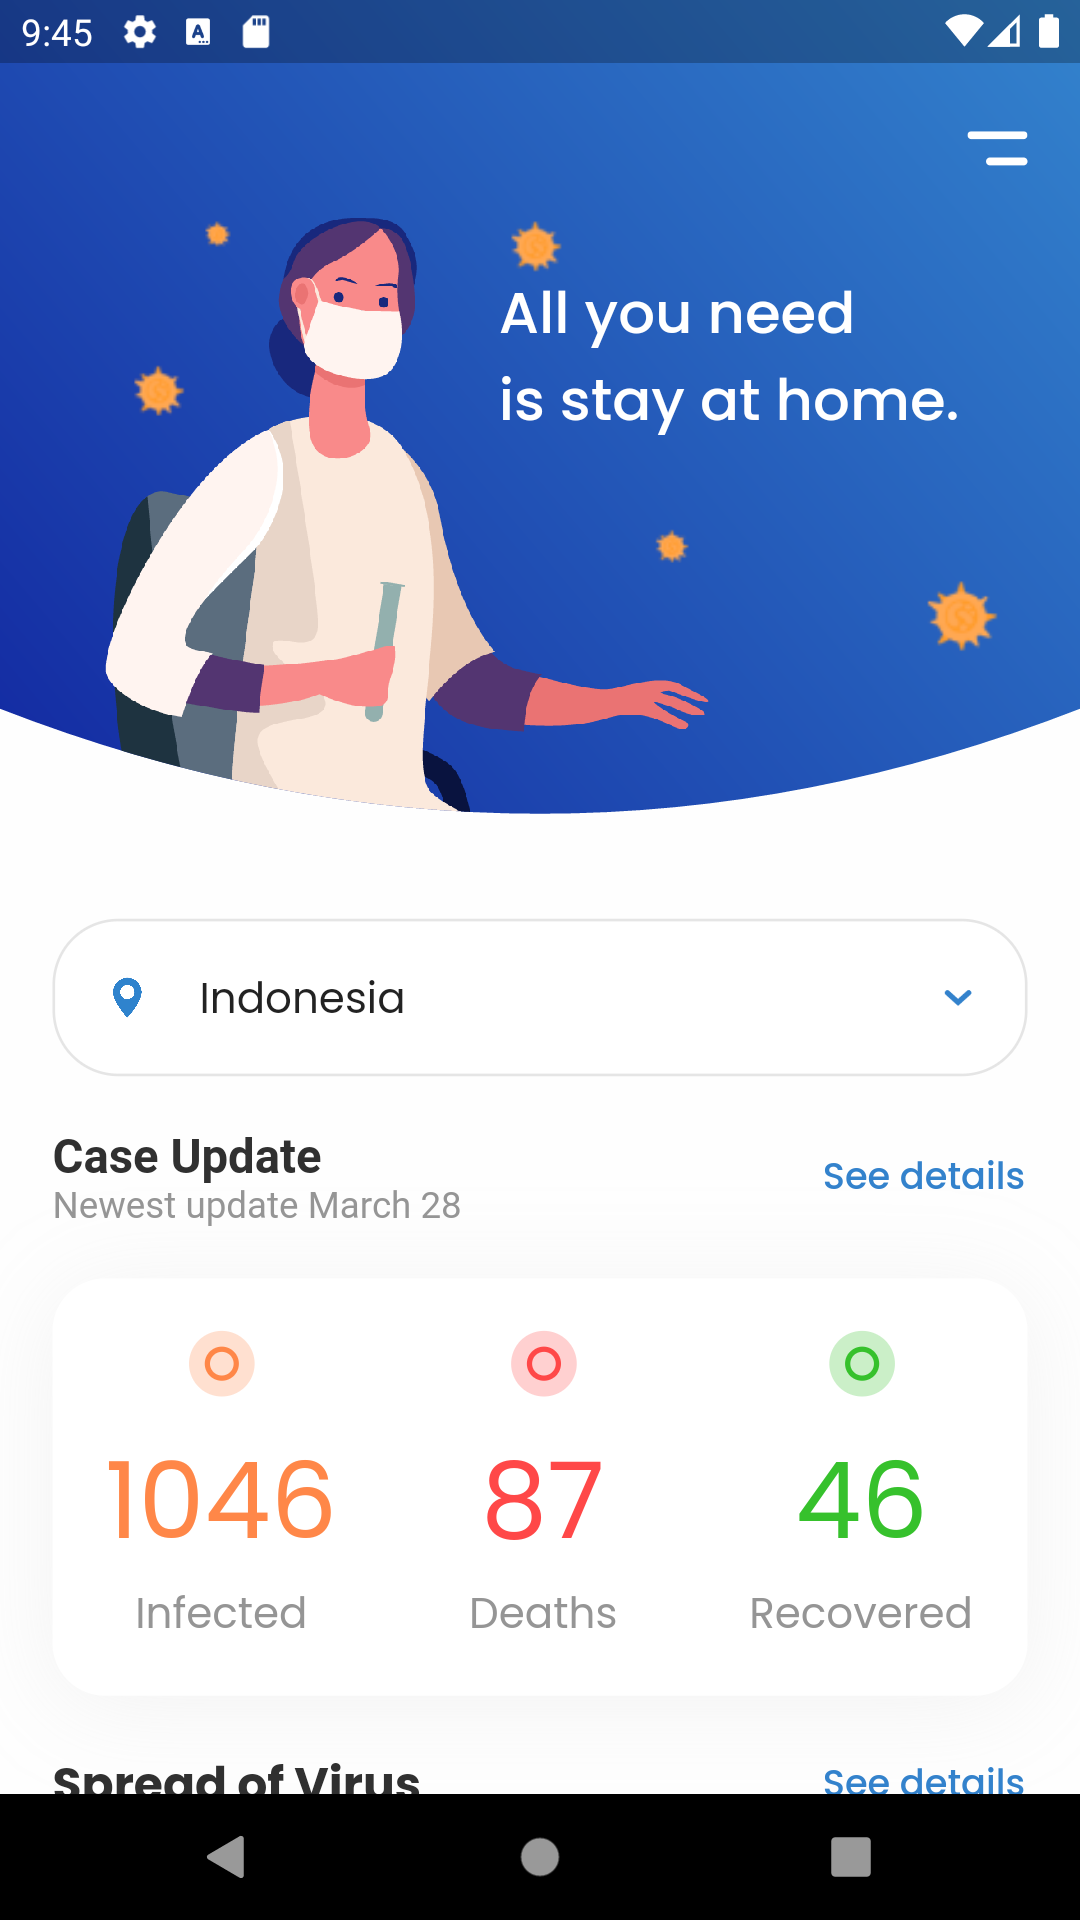 9:45
All you need
is stay at home.
Indonesia
Case Update
Newest update March 28
See details
1046
87
46
Infected
Deaths
Recovered
Spread of Virus
See details